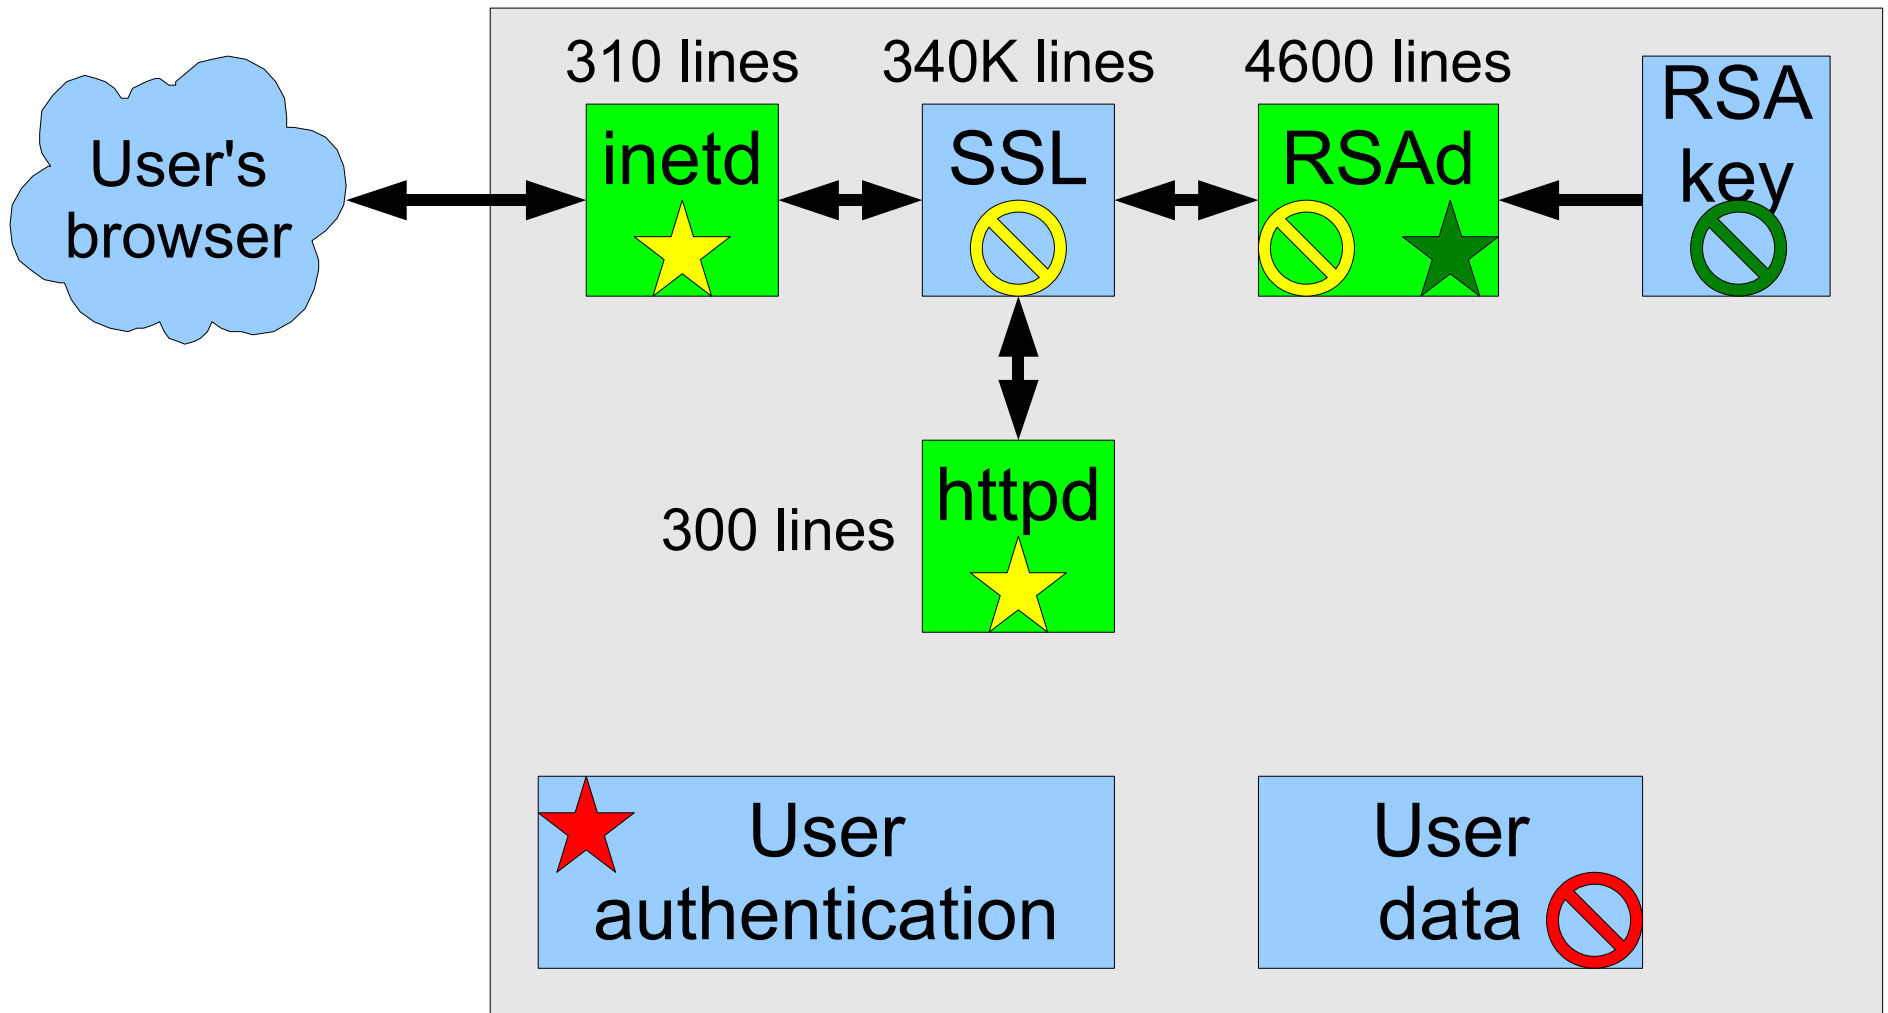 310 lines
340K lines
4600 lines
User's
browser
inetd
SSL
RSAd
RSA
key
httpd
300 lines
User
authentication
User
data